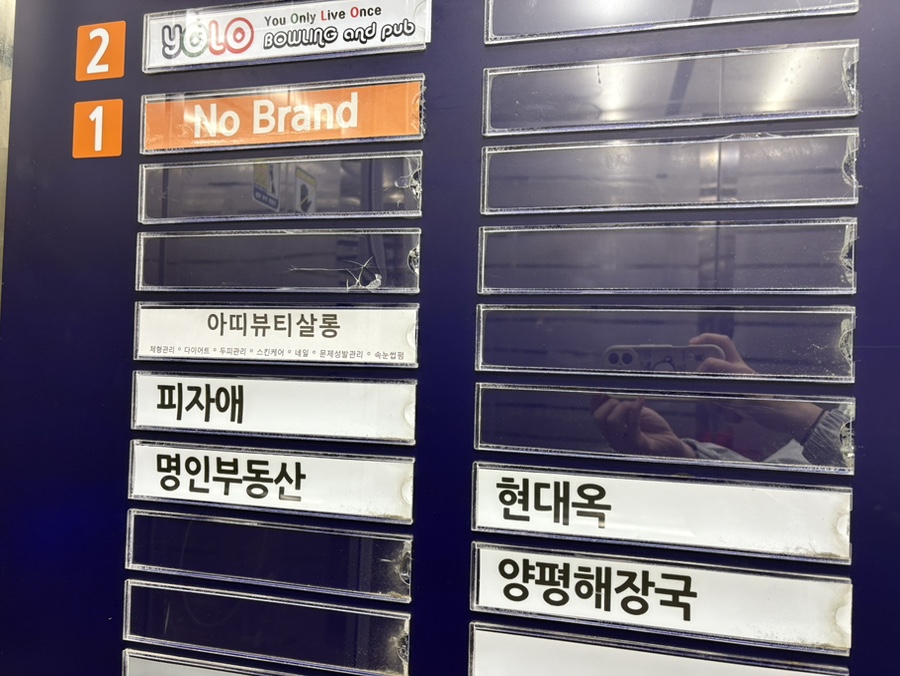 2
YOLO
You Only Live Once
BOWLING and PUB
1
No Brand
아띠뷰티살롱
체형관리 ㅇ 다이어트 ㅇ 두피관리 ㅇ 스킨케어 ㅇ 네일 ㅇ 문제성발관리 ㅇ 속눈썹펌
피자애
명인부동산
현대옥
양평해장국